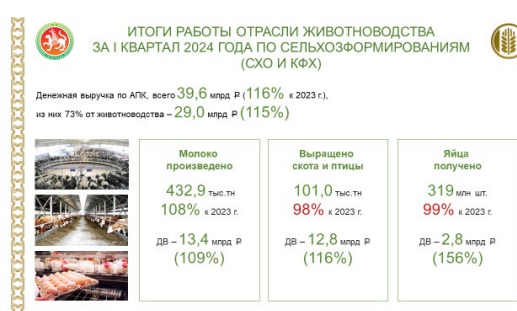 ИТОГИ РАБОТЫ ОТРАСЛИ ЖИВОТНОВОДСТВА
ЗА I КВАРТАЛ 2024 ГОДА ПО СЕЛЬХОЗФОРМИРОВАНИЯМ
(СХО И КФХ)
Денежная выручка по АПК, всего 39,6 млрд ₽ (116% к 2023 г.),
из них 73% от животноводства – 29,0 млрд ₽ (115%)
Молоко
произведено
432,9 тыс.тн
108% к 2023 г.
ДВ – 13,4 млрд ₽
(109%)
Выращено
скота и птицы
101,0 тыс.тн
98% к 2023 г.
ДВ – 12,8 млрд ₽
(116%)
Яйца
получено
319 млн шт.
99% к 2023 г.
ДВ – 2,8 млрд ₽
(156%)